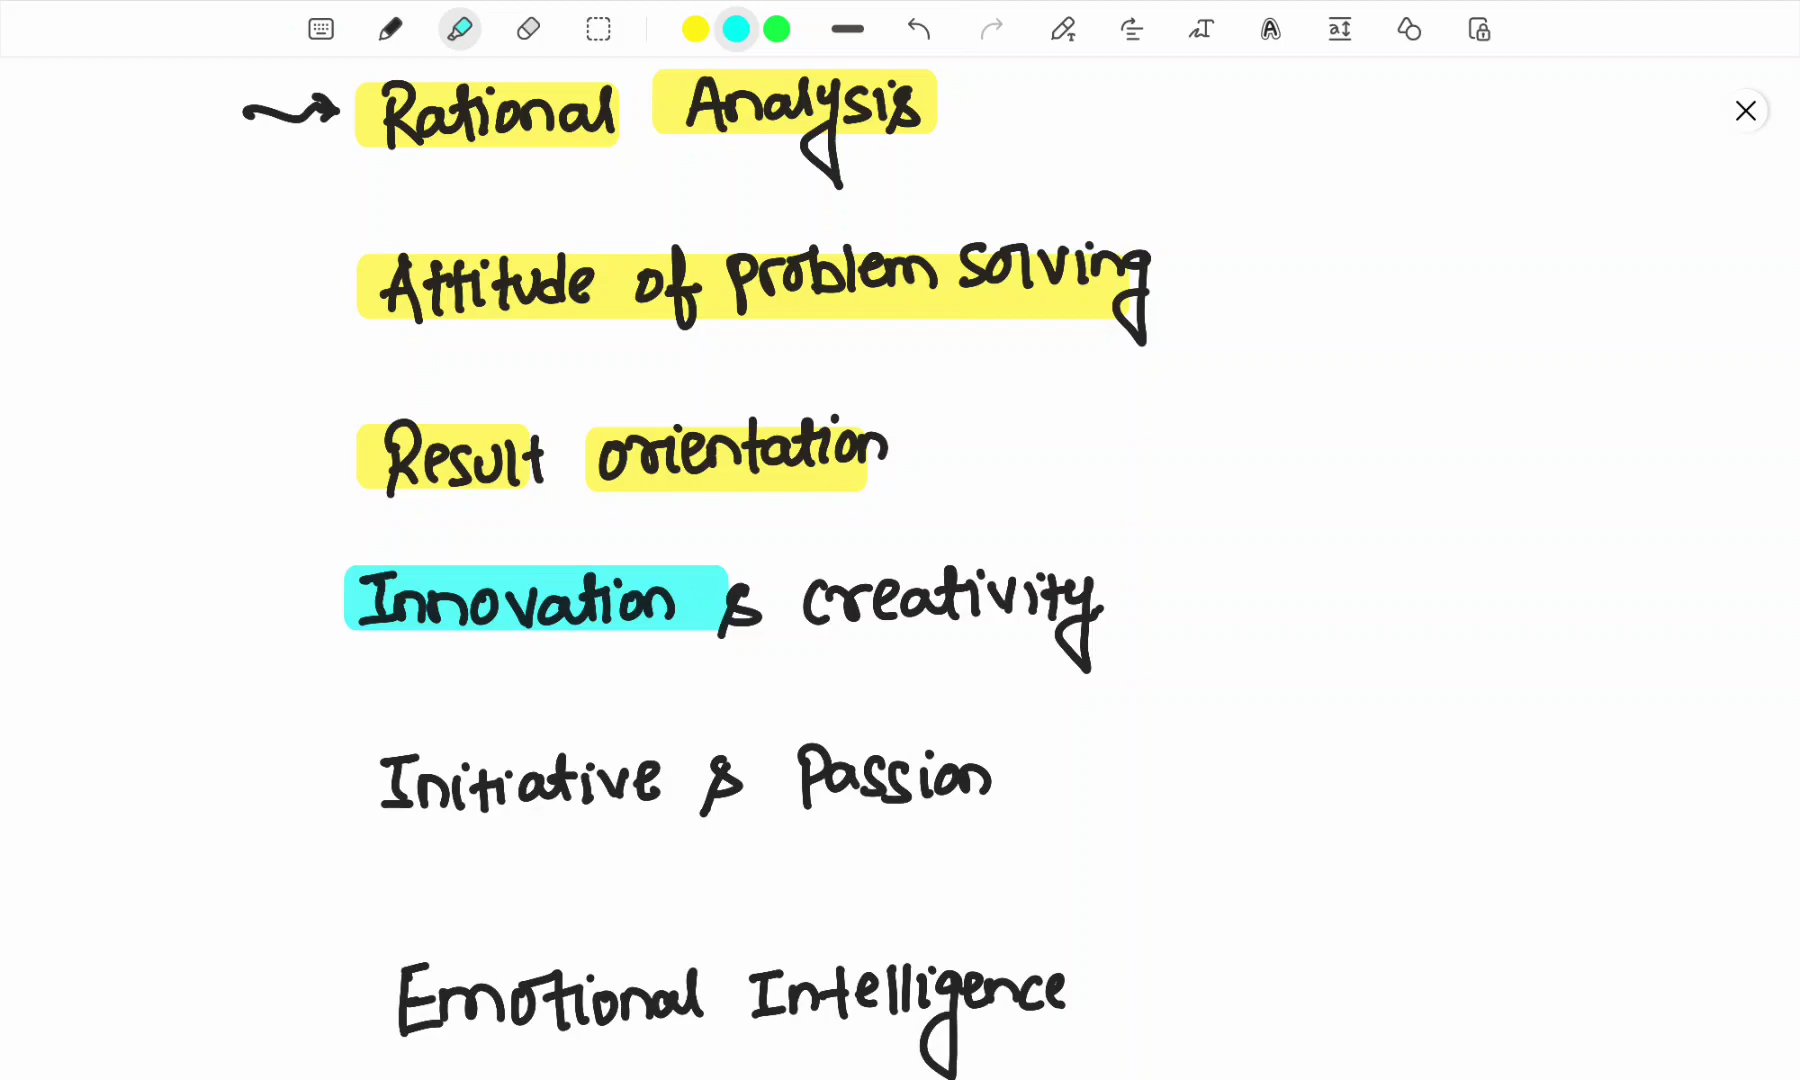 Rational Analysis
Attitude of problem solving
Result orientation
Innovation & creativity
Initiative & Passion
Emotional Intelligence